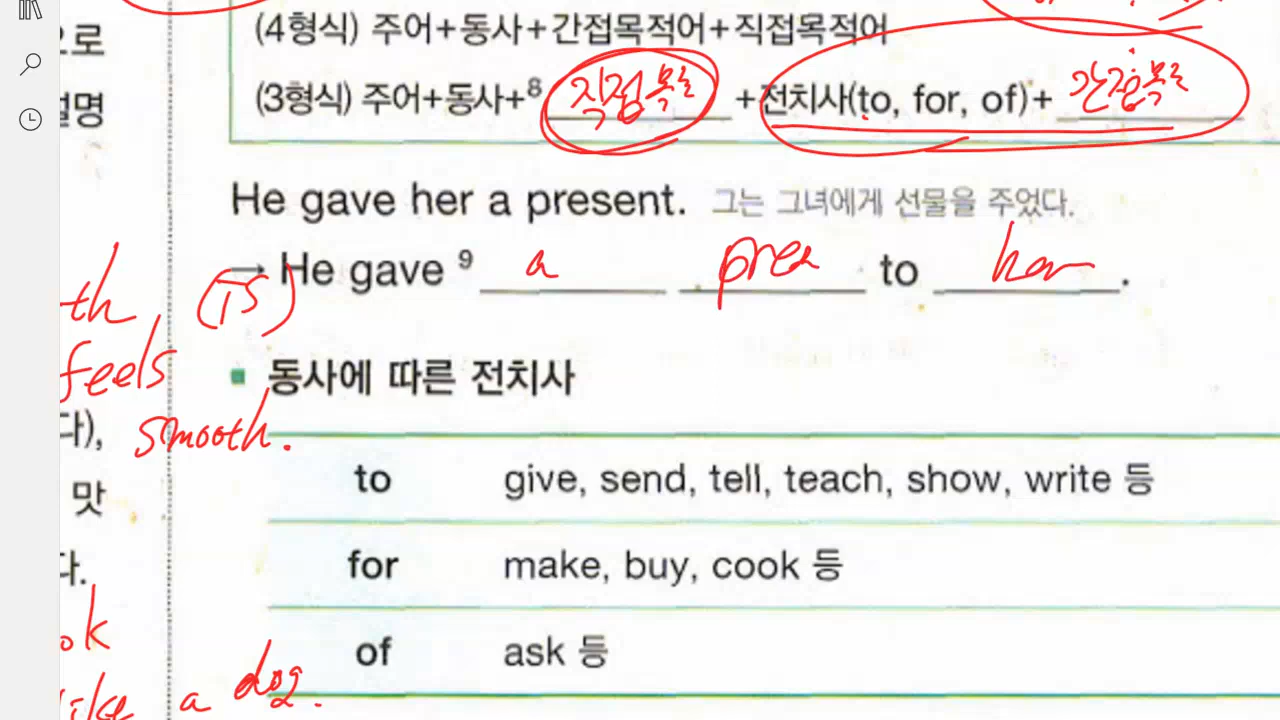 으로
(4형식) 주어+동사+간접목적어+직접목적어
설명
(3형식) 주어+동사+⁸ 직접목 +전치사(to, for, of)+ 간접목
He gave her a present. 그는 그녀에게 선물을 주었다.
→ He gave ⁹ a pres to her.
th (is)
feels
동사에 따른 전치사
다), smooth.
to give, send, tell, teach, show, write 등
맛
for make, buy, cook 등
다.
ok
of ask 등
like a dog.